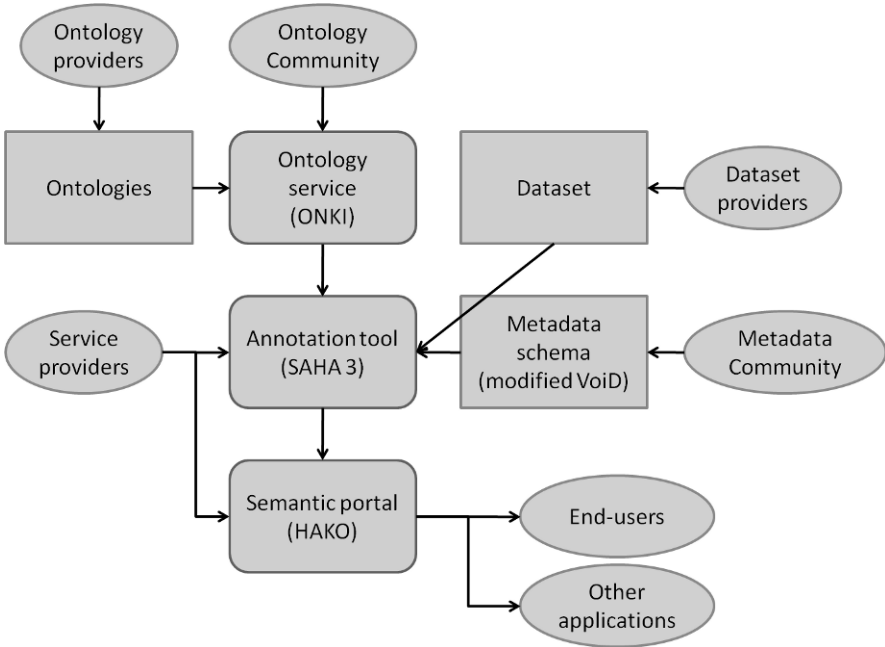 Ontology
providers
Ontology
Community
Ontologies
Ontology
service
(ONKI)
Dataset
Dataset
providers
Service
providers
Annotation tool
(SAHA 3)
Metadata
schema
(modified VoiD)
Metadata
Community
Semantic portal
(HAKO)
End-users
Other
applications